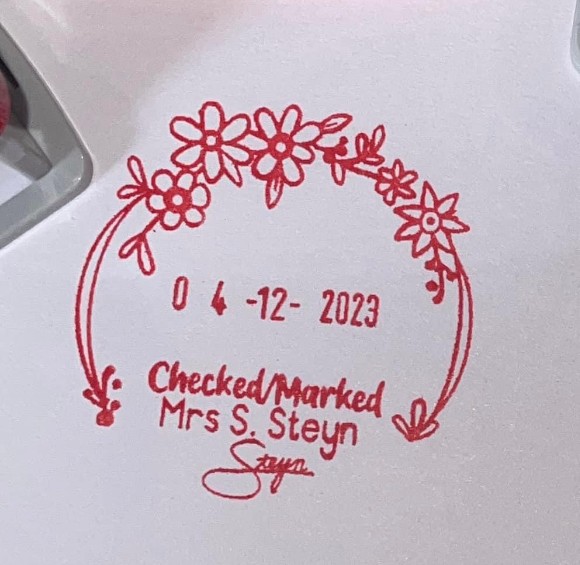 0 4 -12- 2023
Checked/Marked
Mrs S. Steyn
Steyn